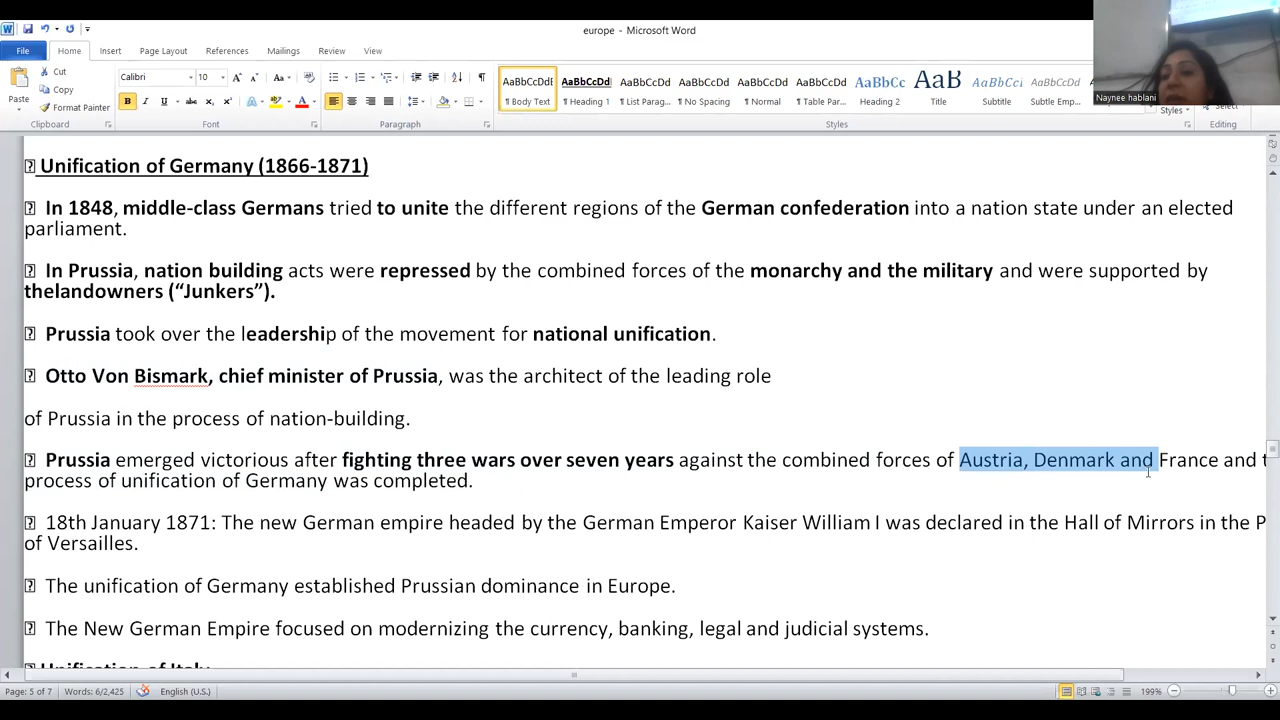 europe - Microsoft Word
File Home Insert Page Layout References Mailings Review View
Paste Cut Copy Format Painter
Calibri 10
AaBbCcDdE AaBbCcDd AaBbCcDd AaBbCcDd AaBbCcDd AaBbCcDd AaBbCc AaB AaBbCci AaBbCcDd
¶ Body Text ¶ Heading 1 ¶ List Parag... ¶ No Spacing ¶ Normal ¶ Table Par... Heading 2 Title Subtitle Subtle Emp...
Styles
Naynee hablani
Clipboard Font Paragraph Styles Editing
Unification of Germany (1866-1871)
In 1848, middle-class Germans tried to unite the different regions of the German confederation into a nation state under an elected
parliament.
In Prussia, nation building acts were repressed by the combined forces of the monarchy and the military and were supported by
thelandowners (“Junkers”).
Prussia took over the leadership of the movement for national unification.
Otto Von Bismark, chief minister of Prussia, was the architect of the leading role
of Prussia in the process of nation-building.
Prussia emerged victorious after fighting three wars over seven years against the combined forces of Austria, Denmark and France and t
process of unification of Germany was completed.
18th January 1871: The new German empire headed by the German Emperor Kaiser William I was declared in the Hall of Mirrors in the P
of Versailles.
The unification of Germany established Prussian dominance in Europe.
The New German Empire focused on modernizing the currency, banking, legal and judicial systems.
Unification of Italy
Page: 5 of 7 Words: 6/2,425 English (U.S.) 199%